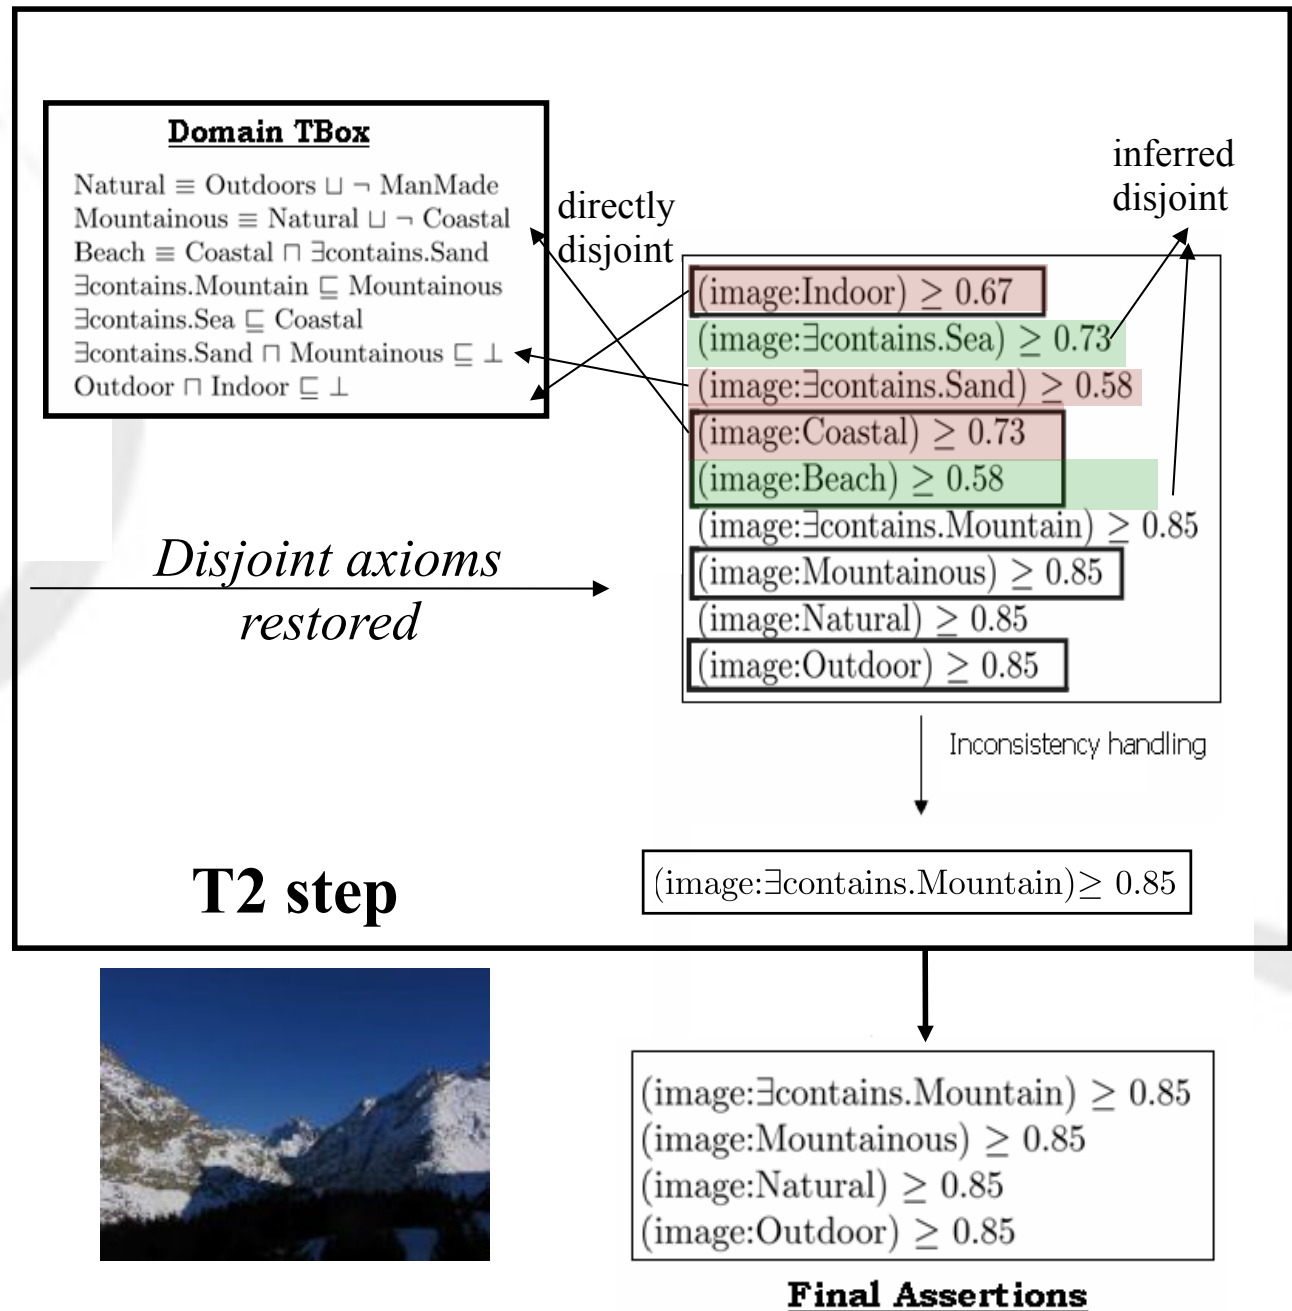 Domain TBox
Natural ≡ Outdoors ⊔ ¬ ManMade
Mountainous ≡ Natural ⊔ ¬ Coastal
Beach ≡ Coastal ⊓ ∃contains.Sand
∃contains.Mountain ⊑ Mountainous
∃contains.Sea ⊑ Coastal
∃contains.Sand ⊓ Mountainous ⊑ ⊥
Outdoor ⊓ Indoor ⊑ ⊥
directly
disjoint
inferred
disjoint
(image:Indoor) ≥ 0.67
(image:∃contains.Sea) ≥ 0.73
(image:∃contains.Sand) ≥ 0.58
(image:Coastal) ≥ 0.73
(image:Beach) ≥ 0.58
(image:∃contains.Mountain) ≥ 0.85
(image:Mountainous) ≥ 0.85
(image:Natural) ≥ 0.85
(image:Outdoor) ≥ 0.85
Disjoint axioms
restored
Inconsistency handling
T2 step
(image:∃contains.Mountain)≥ 0.85
(image:∃contains.Mountain) ≥ 0.85
(image:Mountainous) ≥ 0.85
(image:Natural) ≥ 0.85
(image:Outdoor) ≥ 0.85
Final Assertions